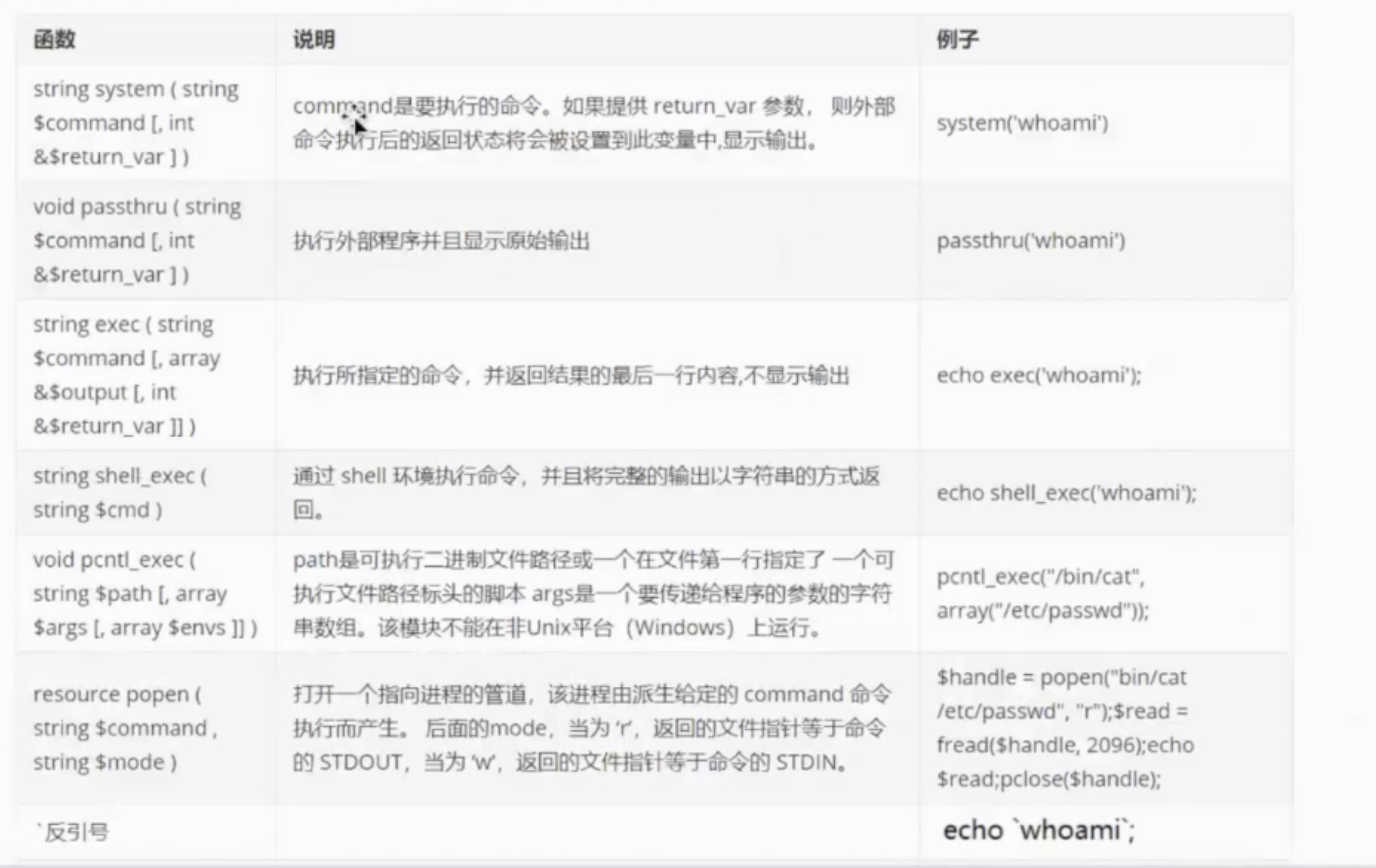 函数
说明
例子
string system ( string
$command [, int
&$return_var ] )
command是要执行的命令。如果提供 return_var 参数， 则外部
命令执行后的返回状态将会被设置到此变量中,显示输出。
system('whoami')
void passthru ( string
$command [, int
&$return_var ] )
执行外部程序并且显示原始输出
passthru('whoami')
string exec ( string
$command [, array
&$output [, int
&$return_var ]] )
执行所指定的命令，并返回结果的最后一行内容,不显示输出
echo exec('whoami');
string shell_exec (
string $cmd )
通过 shell 环境执行命令，并且将完整的输出以字符串的方式返
回。
echo shell_exec('whoami');
void pcntl_exec (
string $path [, array
$args [, array $envs ]] )
path是可执行二进制文件路径或一个在文件第一行指定了 一个可
执行文件路径标头的脚本 args是一个要传递给程序的参数的字符
串数组。该模块不能在非Unix平台（Windows）上运行。
pcntl_exec("/bin/cat",
array("/etc/passwd"));
resource popen (
string $command ,
string $mode )
打开一个指向进程的管道，该进程由派生给定的 command 命令
执行而产生。 后面的mode，当为 'r'，返回的文件指针等于命令
的 STDOUT，当为 'w'，返回的文件指针等于命令的 STDIN。
$handle = popen("bin/cat
/etc/passwd", "r");$read =
fread($handle, 2096);echo
$read;pclose($handle);
`反引号
echo `whoami`;